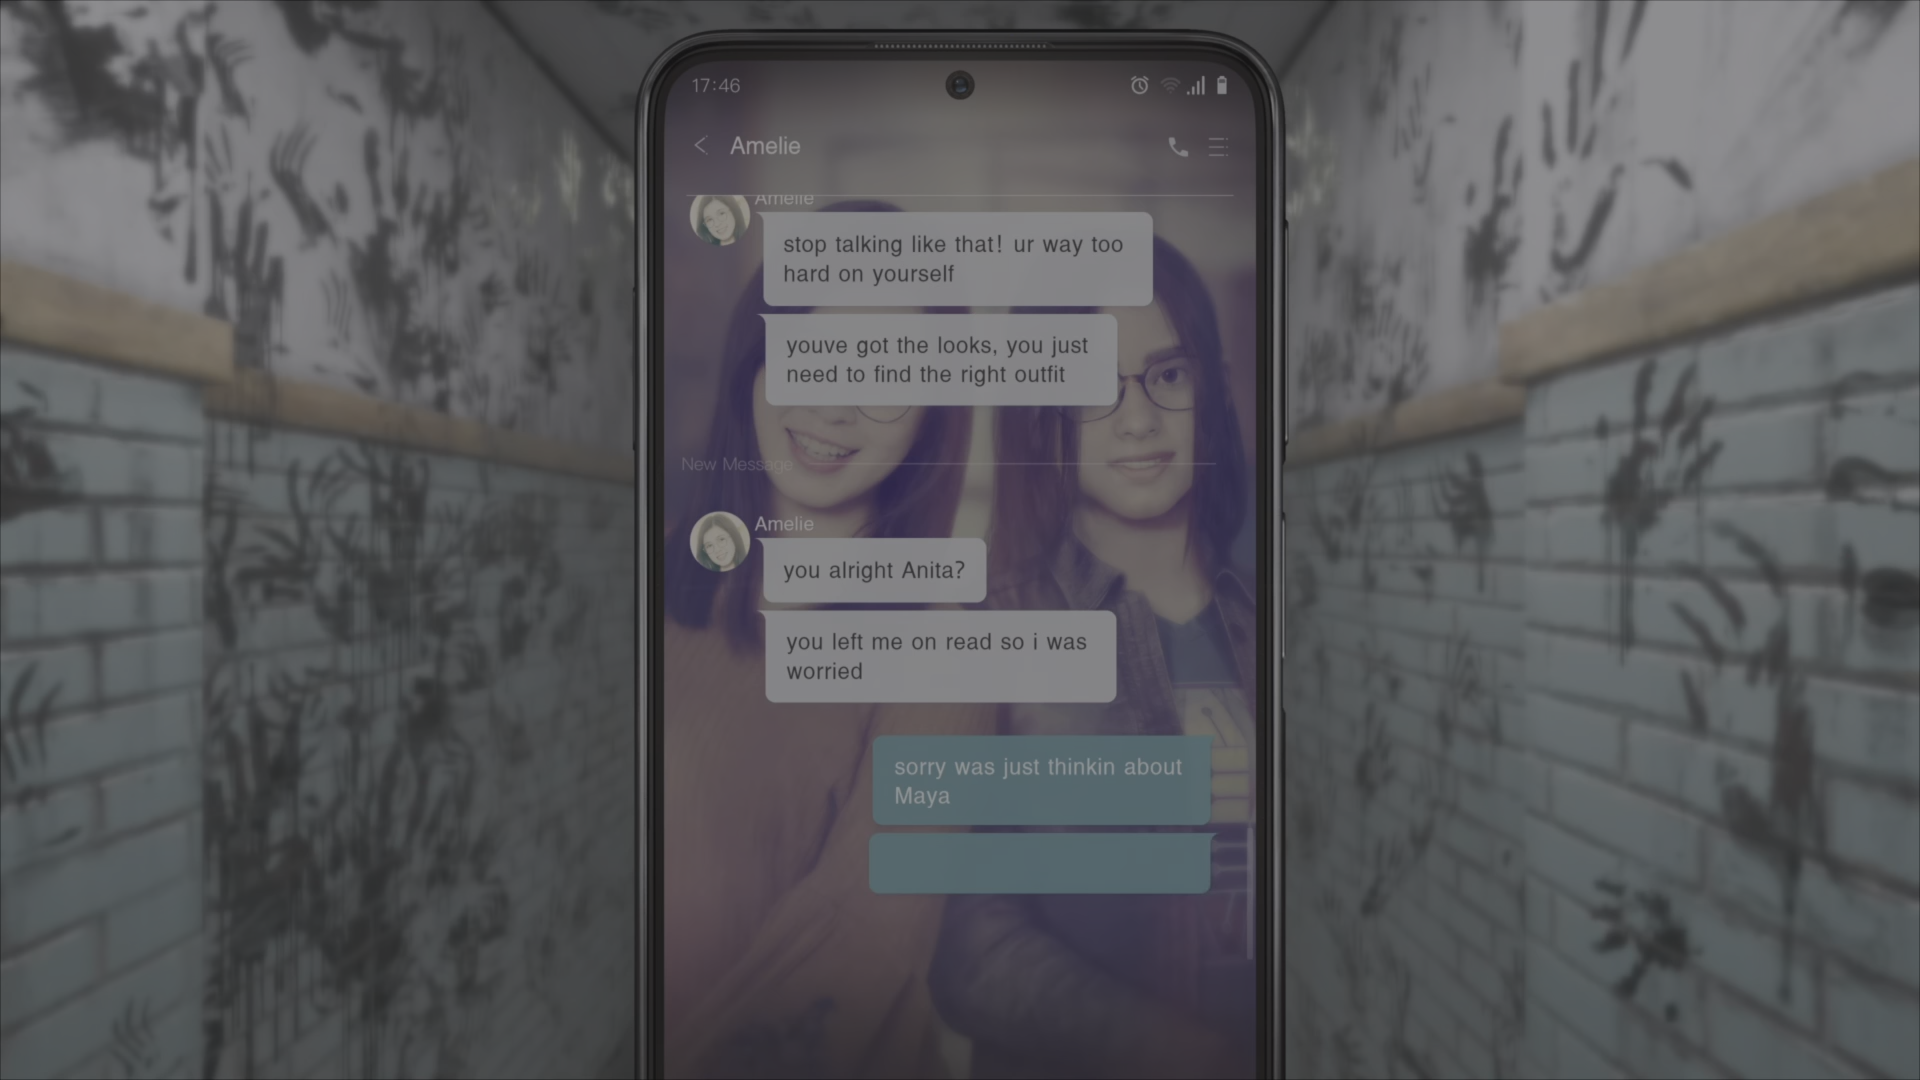 17:46
Amelie
Amelie
stop talking like that! ur way too
hard on yourself
youve got the looks, you just
need to find the right outfit
New Message
Amelie
you alright Anita?
you left me on read so i was
worried
sorry was just thinkin about
Maya